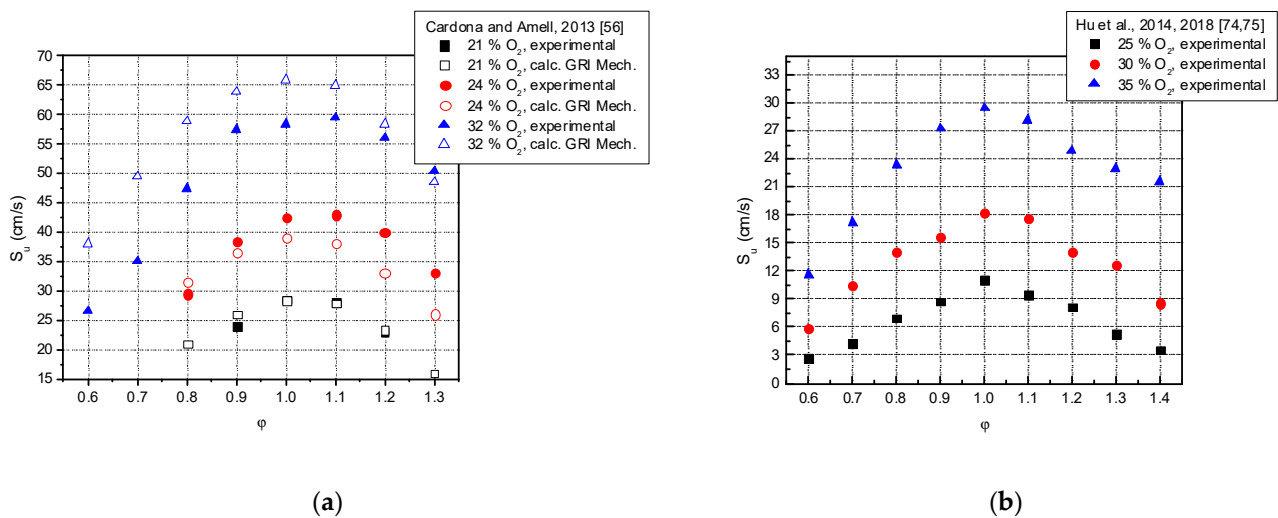 Cardona and Amell, 2013 [56]
21 % O₂, experimental
21 % O₂, calc. GRI Mech.
24 % O₂, experimental
24 % O₂, calc. GRI Mech.
32 % O₂, experimental
32 % O₂, calc. GRI Mech.
70
65
60
55
50
45
40
35
30
25
20
15
Sᵤ (cm/s)
0.6 0.7 0.8 0.9 1.0 1.1 1.2 1.3
φ
(a)
Hu et al., 2014, 2018 [74,75]
25 % O₂, experimental
30 % O₂, experimental
35 % O₂, experimental
33
30
27
24
21
18
15
12
9
6
3
0
Sᵤ (cm/s)
0.6 0.7 0.8 0.9 1.0 1.1 1.2 1.3 1.4
φ
(b)